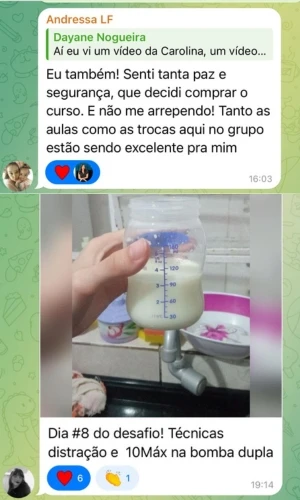 Andressa LF
Dayane Nogueira
Aí eu vi um vídeo da Carolina, um vídeo...
Eu também! Senti tanta paz e
segurança, que decidi comprar o
curso. E não me arrependo! Tanto as
aulas como as trocas aqui no grupo
estão sendo excelente pra mim
16:03
Dia #8 do desafio! Técnicas
distração e 10Máx na bomba dupla
6
1
19:14